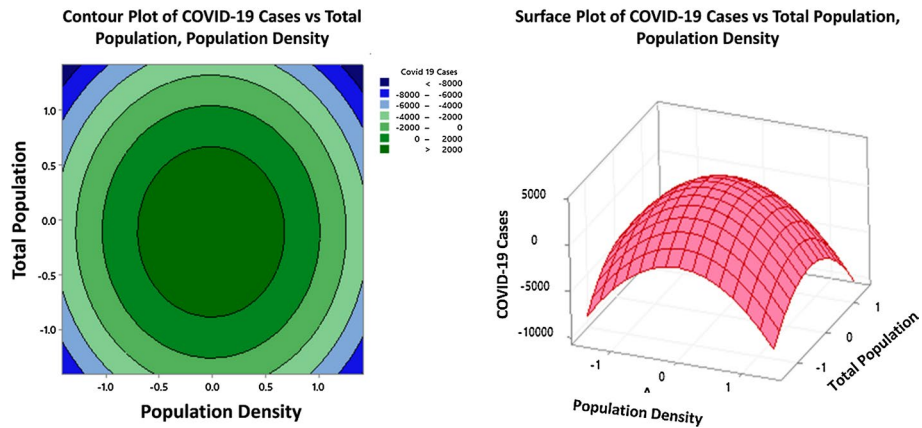 Contour Plot of COVID-19 Cases vs Total
Population, Population Density
Covid 19 Cases
< -8000
-8000 – -6000
-6000 – -4000
-4000 – -2000
-2000 – 0
0 – 2000
> 2000
1.0
0.5
0.0
-0.5
-1.0
Total Population
-1.0 -0.5 0.0 0.5 1.0
Population Density
Surface Plot of COVID-19 Cases vs Total Population,
Population Density
5000
0
-5000
-10000
COVID-19 Cases
-1 0 1
Population Density
1
0
-1
Total Population